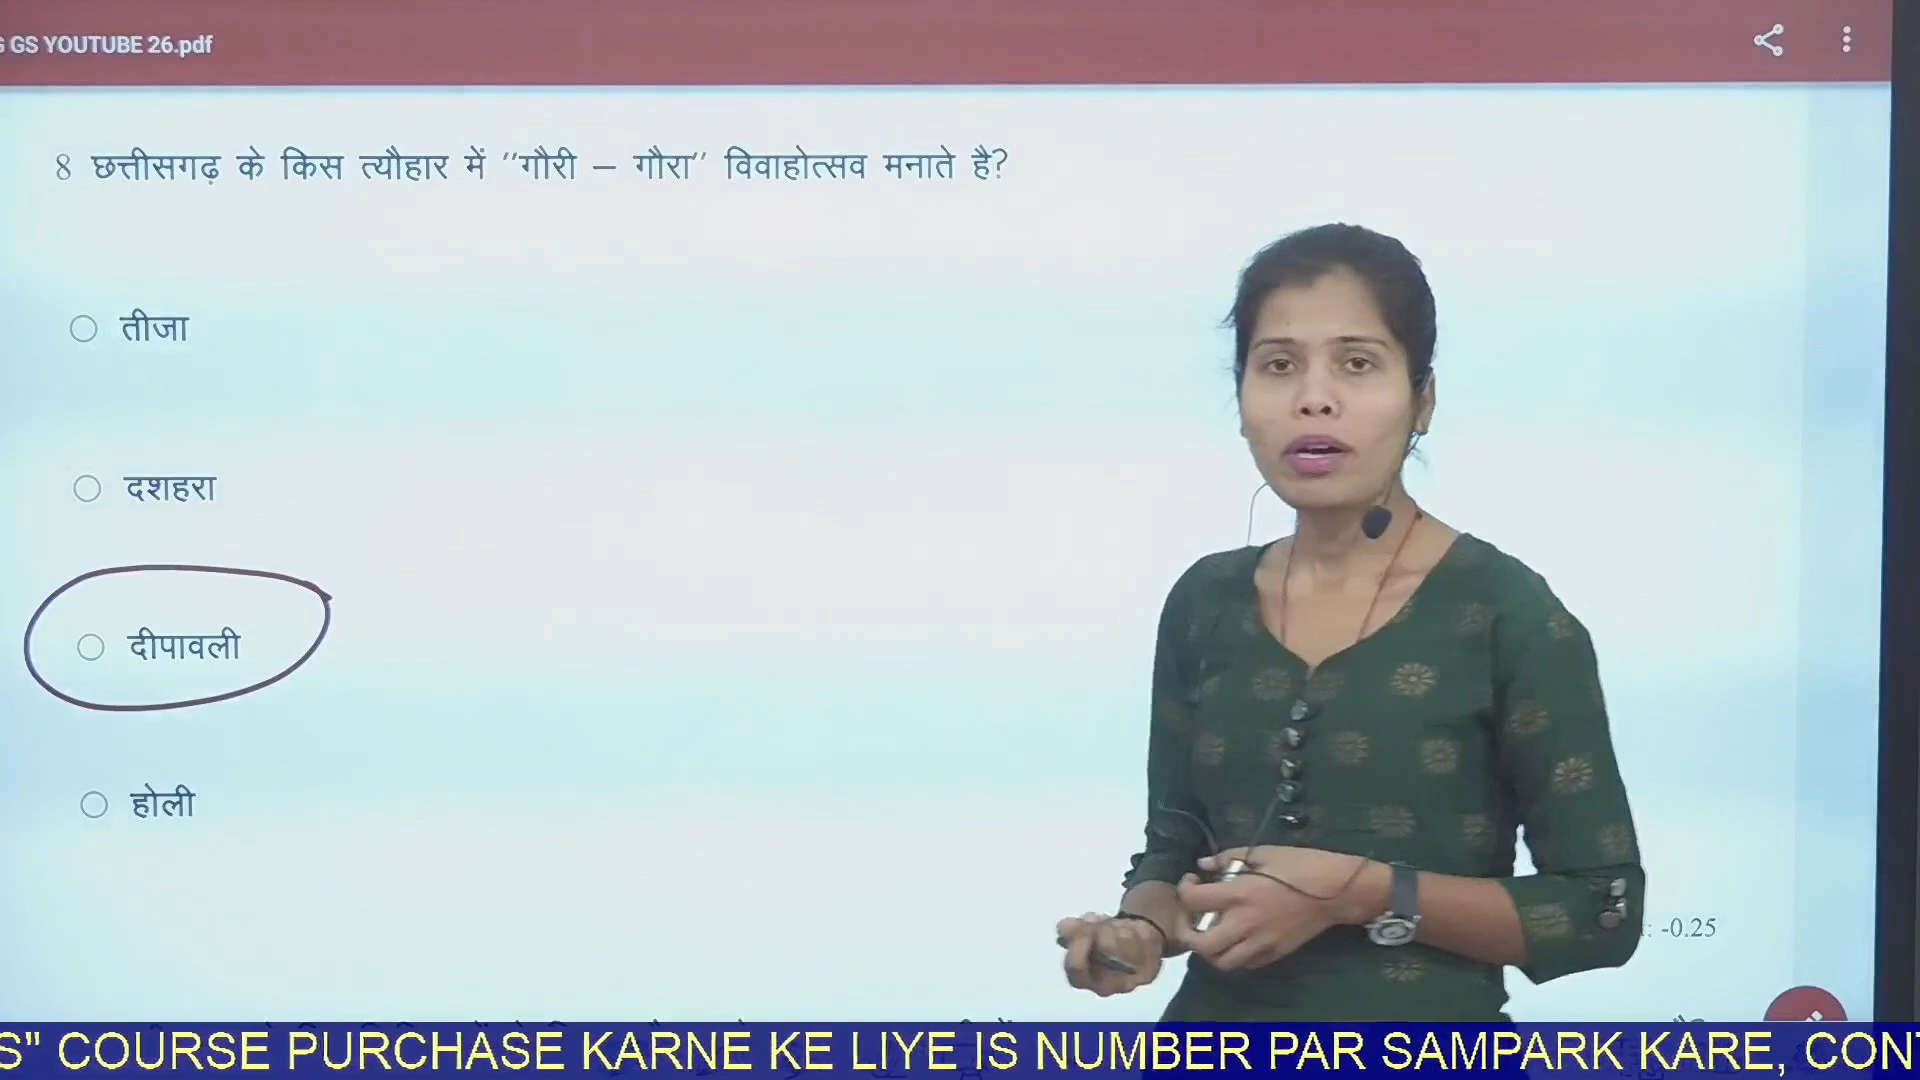 GS YOUTUBE 26.pdf
8 छत्तीसगढ़ के किस त्यौहार में ''गौरी – गौरा'' विवाहोत्सव मनाते है?
तीजा
दशहरा
दीपावली
होली
: -0.25
S" COURSE PURCHASE KARNE KE LIYE IS NUMBER PAR SAMPARK KARE, CONT